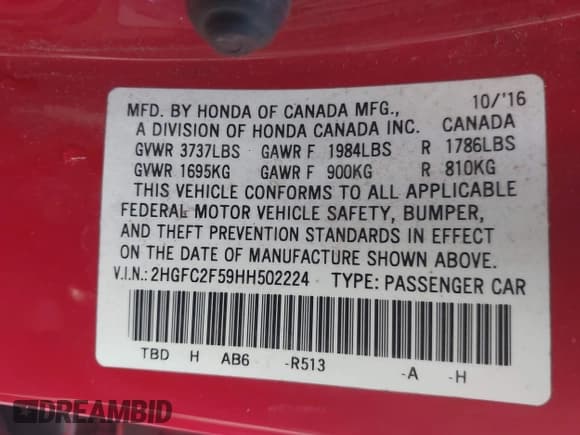 MFD. BY HONDA OF CANADA MFG., 10/'16
A DIVISION OF HONDA CANADA INC. CANADA
GVWR 3737LBS GAWR F 1984LBS R 1786LBS
GVWR 1695KG GAWR F 900KG R 810KG
THIS VEHICLE CONFORMS TO ALL APPLICABLE
FEDERAL MOTOR VEHICLE SAFETY, BUMPER,
AND THEFT PREVENTION STANDARDS IN EFFECT
ON THE DATE OF MANUFACTURE SHOWN ABOVE.
V.I.N.: 2HGFC2F59HH502224 TYPE: PASSENGER CAR
TBD H AB6 -R513 -A -H
DREAMBID